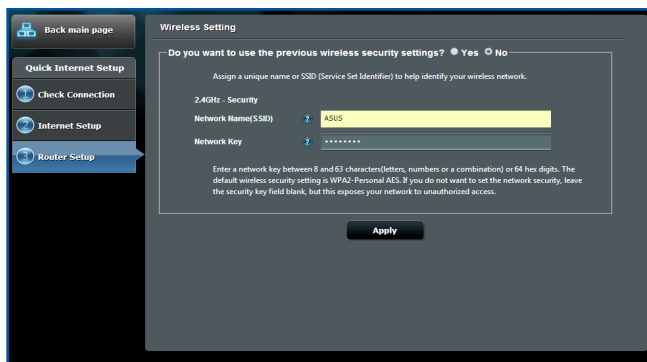 Back main page
Quick Internet Setup
1 Check Connection
2 Internet Setup
3 Router Setup
Wireless Setting
Do you want to use the previous wireless security settings? Yes No
Assign a unique name or SSID (Service Set Identifier) to help identify your wireless network.
2.4GHz - Security
Network Name(SSID) ? ASUS
Network Key ? ••••••••
Enter a network key between 8 and 63 characters(letters, numbers or a combination) or 64 hex digits. The
default wireless security setting is WPA2-Personal AES. If you do not want to set the network security, leave
the security key field blank, but this exposes your network to unauthorized access.
Apply